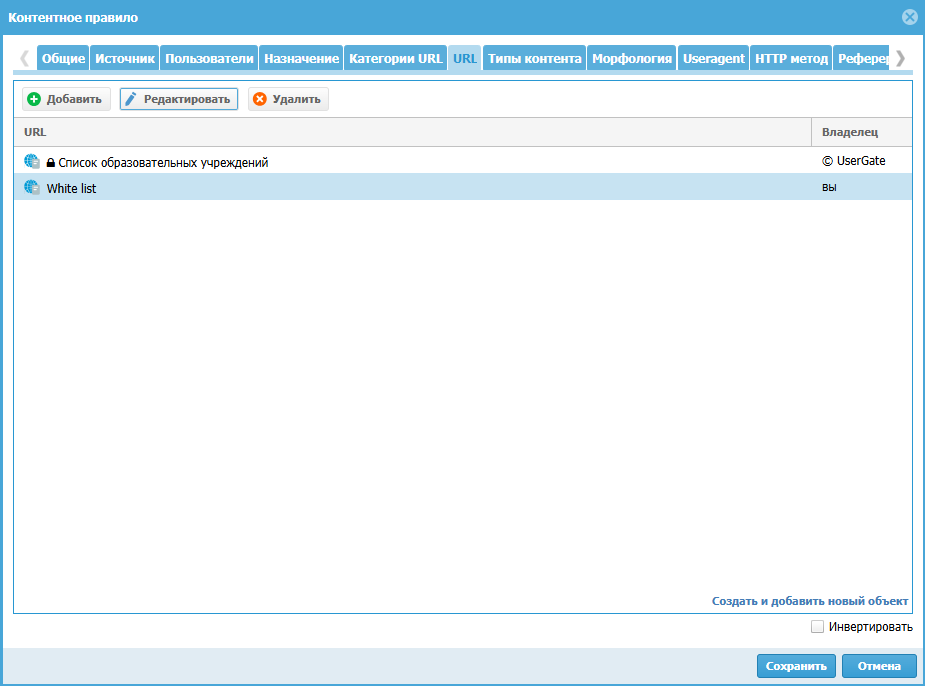 Контентное правило
Общие Источник Пользователи Назначение Категории URL URL Типы контента Морфология Useragent HTTP метод Рефере
Добавить Редактировать Удалить
URL Владелец
Список образовательных учреждений © UserGate
White list вы
Создать и добавить новый объект
Инвертировать
Сохранить Отмена